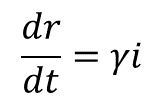 dr/dt = γi